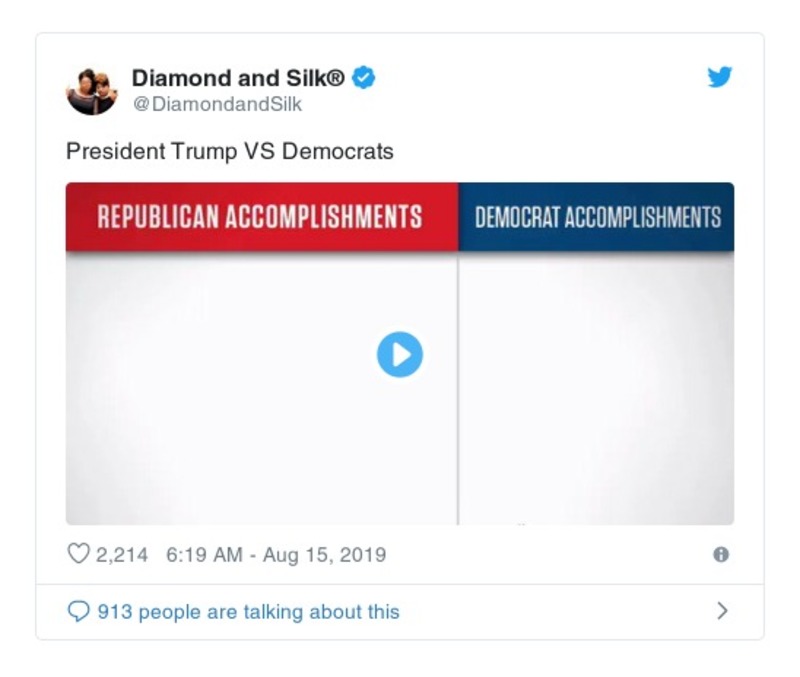 Diamond and Silk®
@DiamondandSilk
President Trump VS Democrats
REPUBLICAN ACCOMPLISHMENTS
DEMOCRAT ACCOMPLISHMENTS
2,214 6:19 AM - Aug 15, 2019
913 people are talking about this